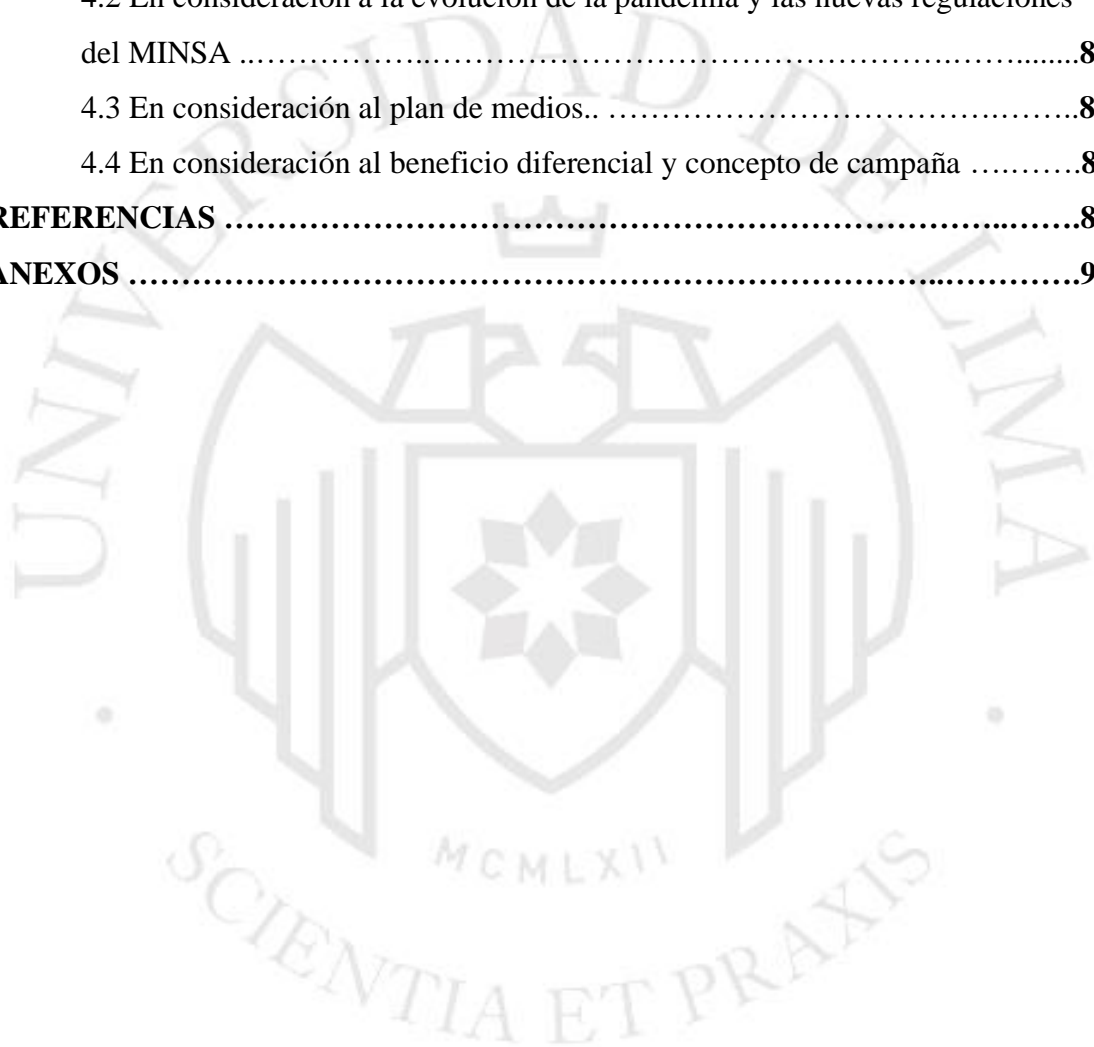 4.2 En consideración a la evolución de la pandemia y las nuevas regulaciones
del MINSA ..……………..……………………………………………….…….........8
4.3 En consideración al plan de medios.. ……………………………….……..8
4.4 En consideración al beneficio diferencial y concepto de campaña ….…….8
REFERENCIAS ……………………………………………………………...…….8
ANEXOS …………………………………………………………...………….9
UNIVERSIDAD DE LIMA
MCMLXII
SCIENTIA ET PRAXIS